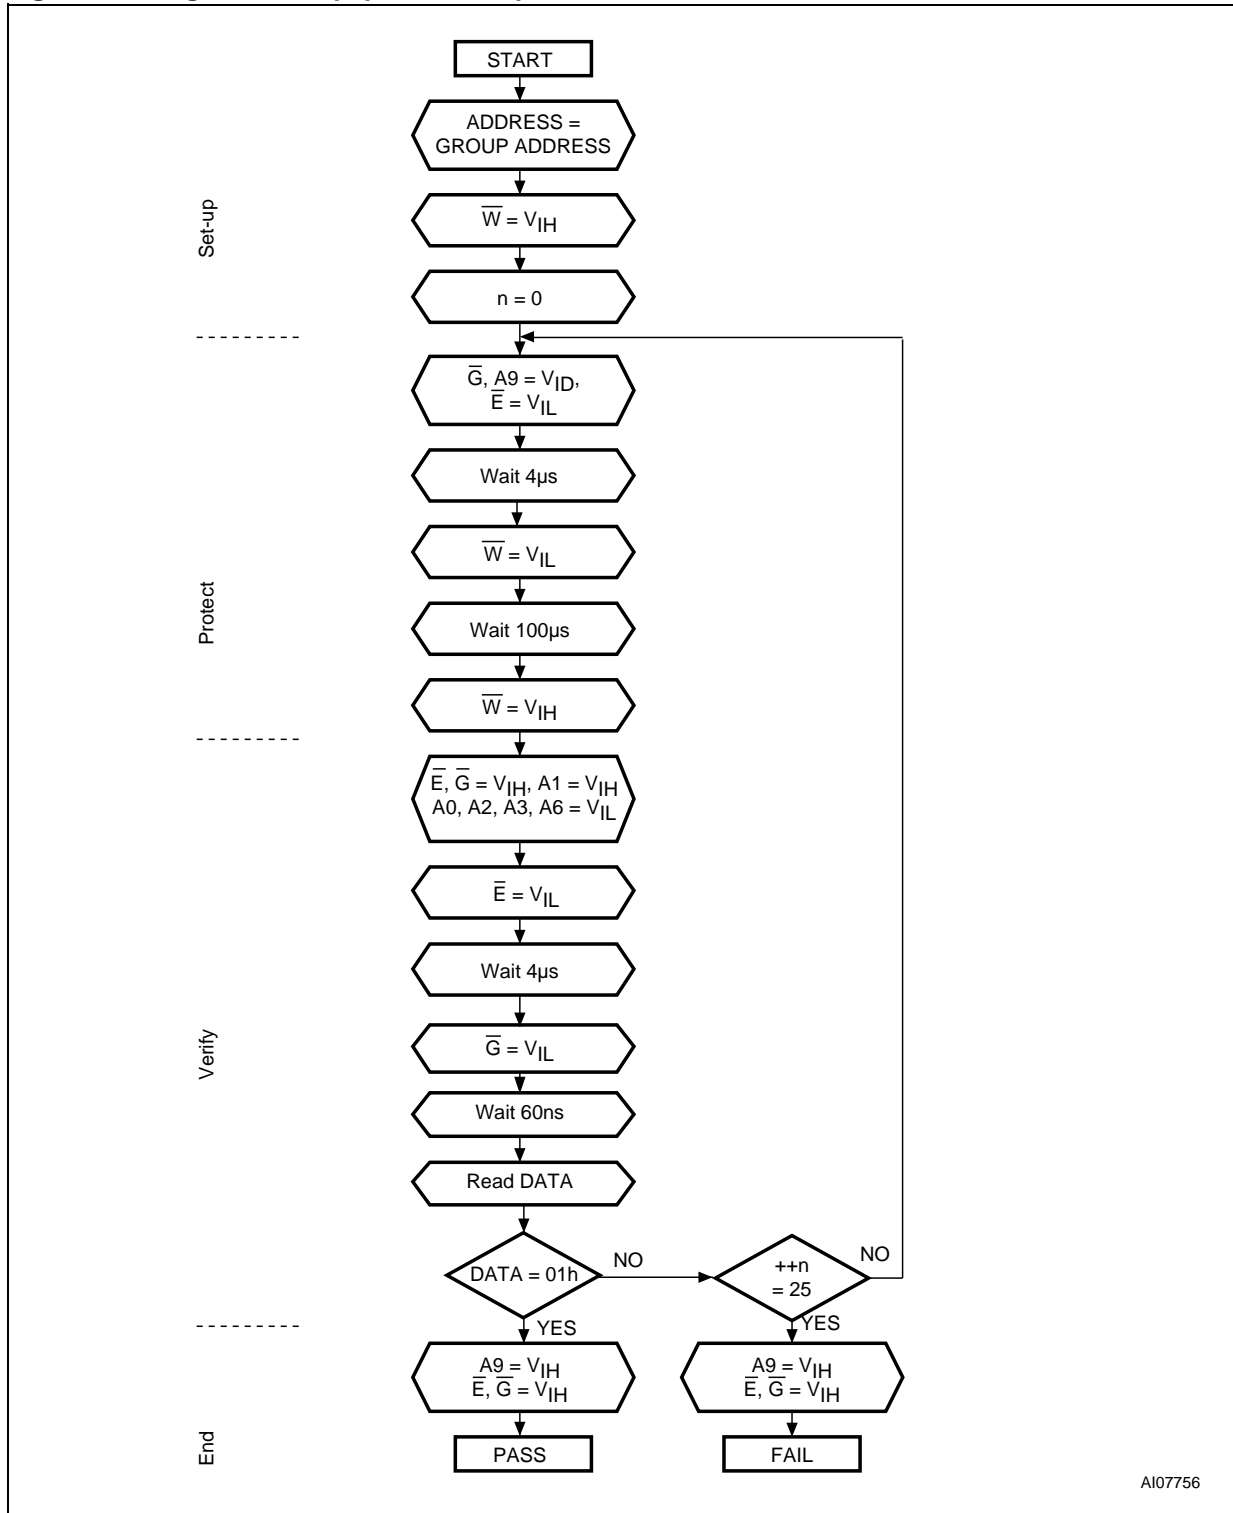 START
ADDRESS =
GROUP ADDRESS
W̅ = VIH
n = 0
Set-up
G̅, A9 = VID,
E̅ = VIL
Wait 4µs
W̅ = VIL
Wait 100µs
W̅ = VIH
Protect
E̅, G̅ = VIH, A1 = VIH
A0, A2, A3, A6 = VIL
E̅ = VIL
Wait 4µs
G̅ = VIL
Wait 60ns
Read DATA
Verify
DATA = 01h
NO
++n
= 25
NO
YES
YES
A9 = VIH
E̅, G̅ = VIH
A9 = VIH
E̅, G̅ = VIH
PASS
FAIL
End
AI07756